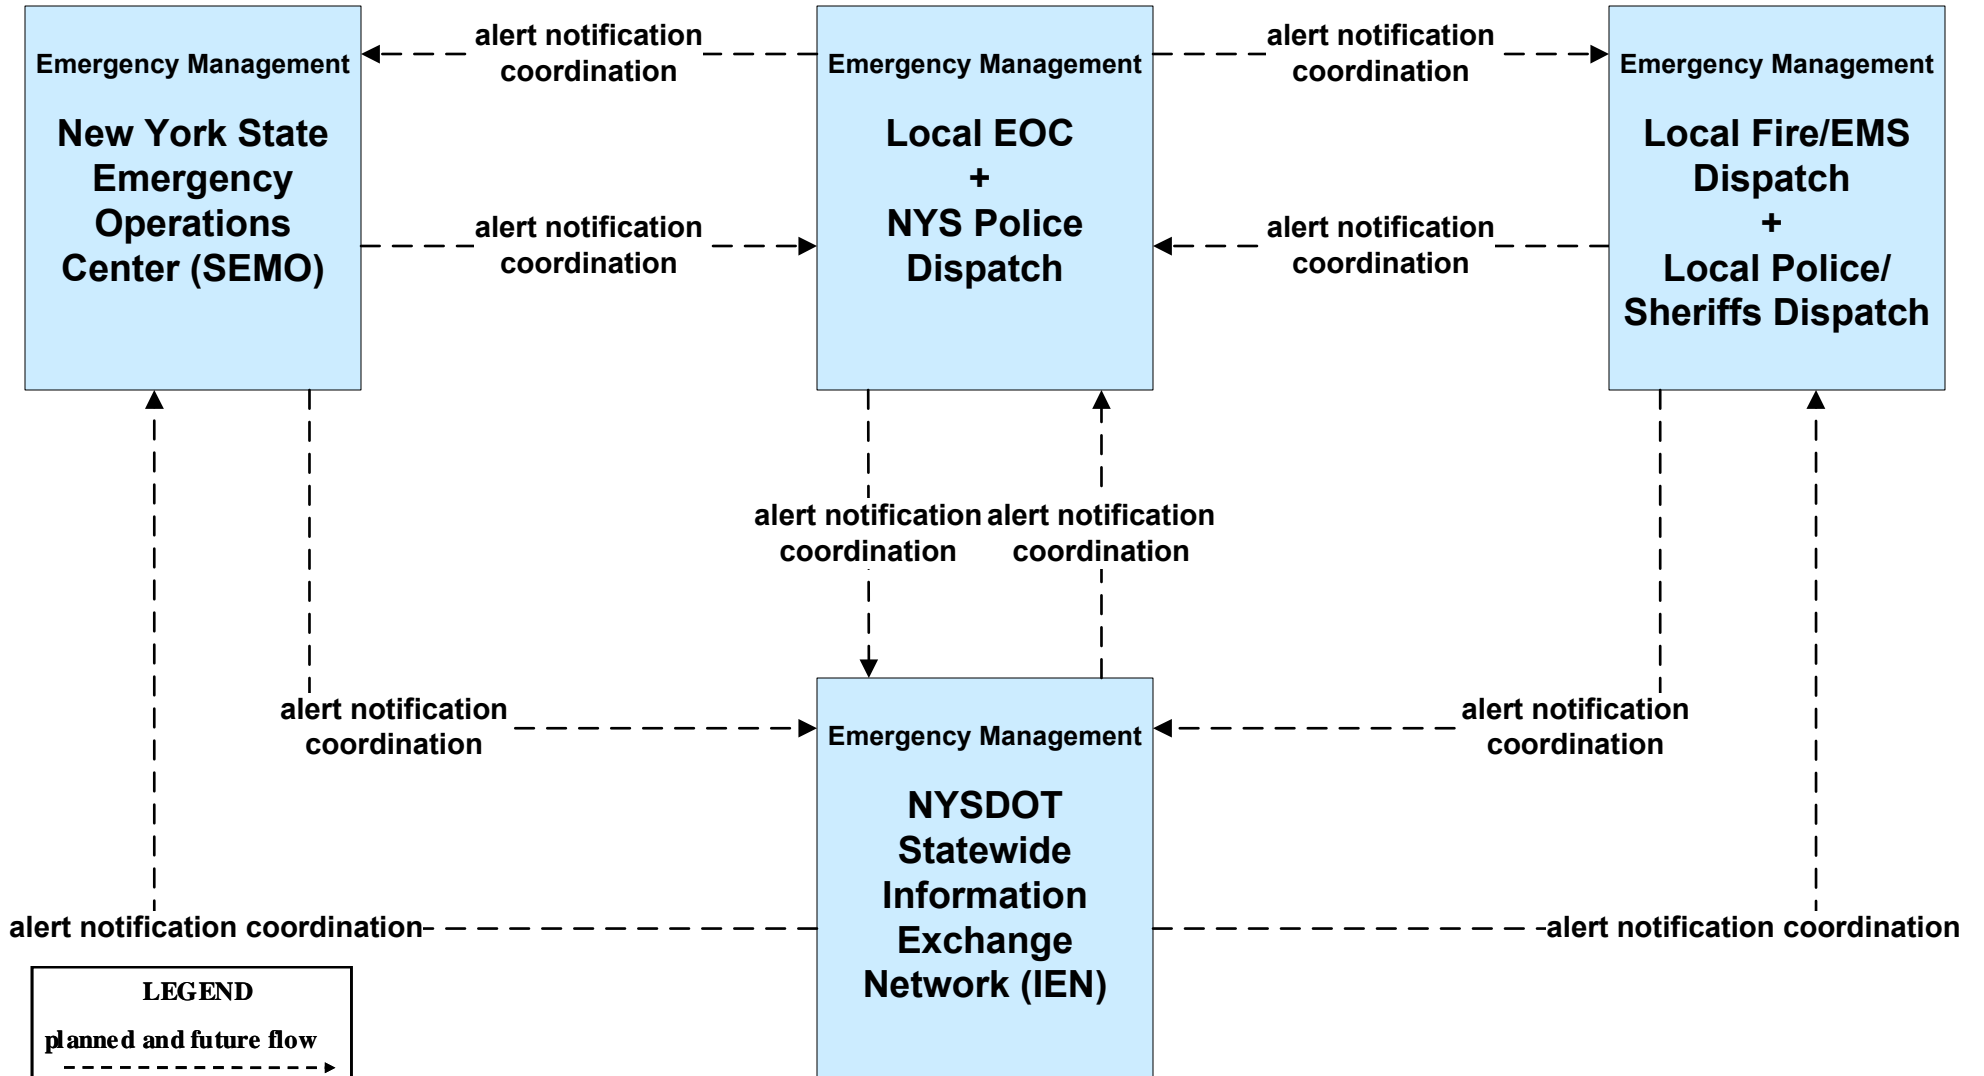 Emergency Management
New York State
Emergency
Operations
Center (SEMO)
alert notification
coordination
alert notification
coordination
Emergency Management
Local EOC
+
NYS Police
Dispatch
alert notification
coordination
alert notification
coordination
Emergency Management
Local Fire/EMS
Dispatch
+
Local Police/
Sheriffs Dispatch
alert notification
coordination
alert notification
coordination
alert notification
coordination
alert notification
coordination
Emergency Management
NYSDOT
Statewide
Information
Exchange
Network (IEN)
alert notification coordination
alert notification coordination
LEGEND
planned and future flow